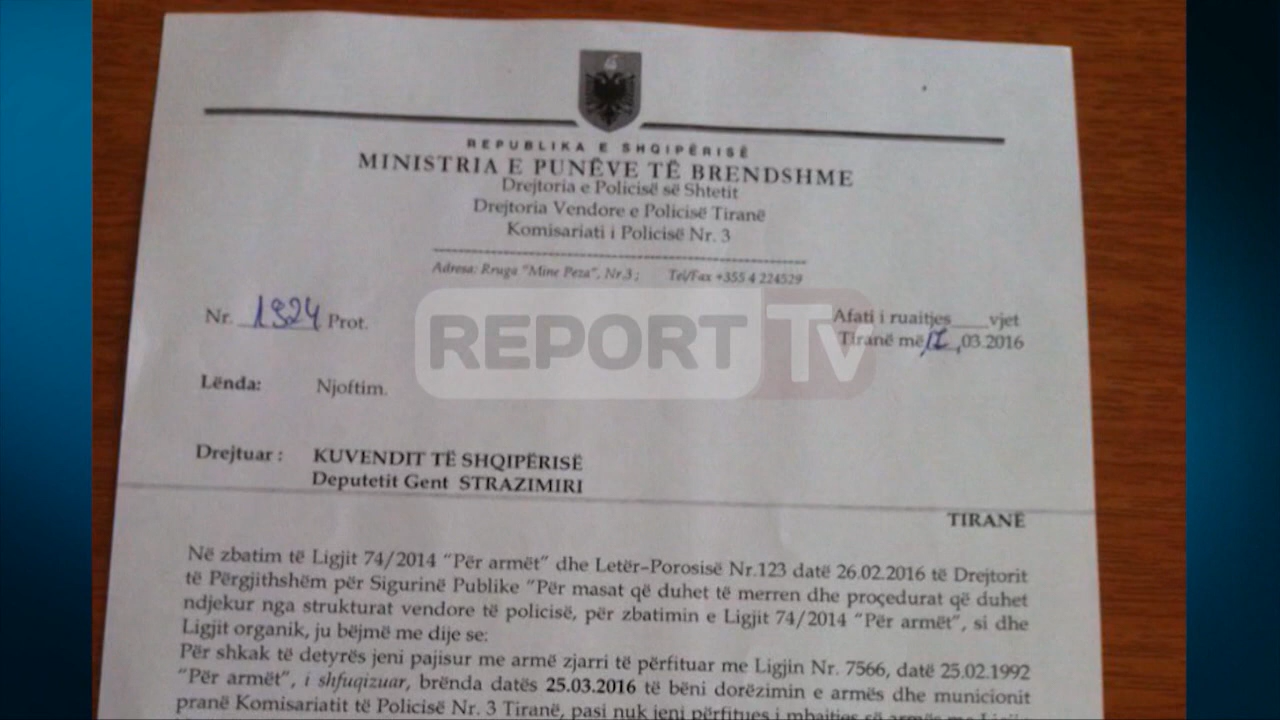 REPUBLIKA E SHQIPËRISË
MINISTRIA E PUNËVE TË BRENDSHME
Drejtoria e Policisë së Shtetit
Drejtoria Vendore e Policisë Tiranë
Komisariati i Policisë Nr. 3
Adresa: Rruga "Mine Peza", Nr.3 ; Tel/Fax +355 4 224529
Nr. 1324 Prot.
Afati i ruaitjes____vjet
Tiranë më 17 .03.2016
REPORT TV
Lënda: Njoftim.
Drejtuar : KUVENDIT TË SHQIPËRISË
Deputetit Gent STRAZIMIRI
TIRANË
Në zbatim të Ligjit 74/2014 "Për armët" dhe Letër–Porosisë Nr.123 datë 26.02.2016 të Drejtorit
të Përgjithshëm për Sigurinë Publike "Për masat që duhet të merren dhe proçedurat që duhet
ndjekur nga strukturat vendore të policisë, për zbatimin e Ligjit 74/2014 "Për armët", si dhe
Ligjit organik, ju bëjmë me dije se:
Për shkak të detyrës jeni pajisur me armë zjarri të përfituar me Ligjin Nr. 7566, datë 25.02.1992
"Për armët", i shfuqizuar, brënda datës 25.03.2016 të bëni dorëzimin e armës dhe municionit
pranë Komisariatit të Policisë Nr. 3 Tiranë, pasi nuk jeni përfitues i mbajtjes së armës me Ligjin